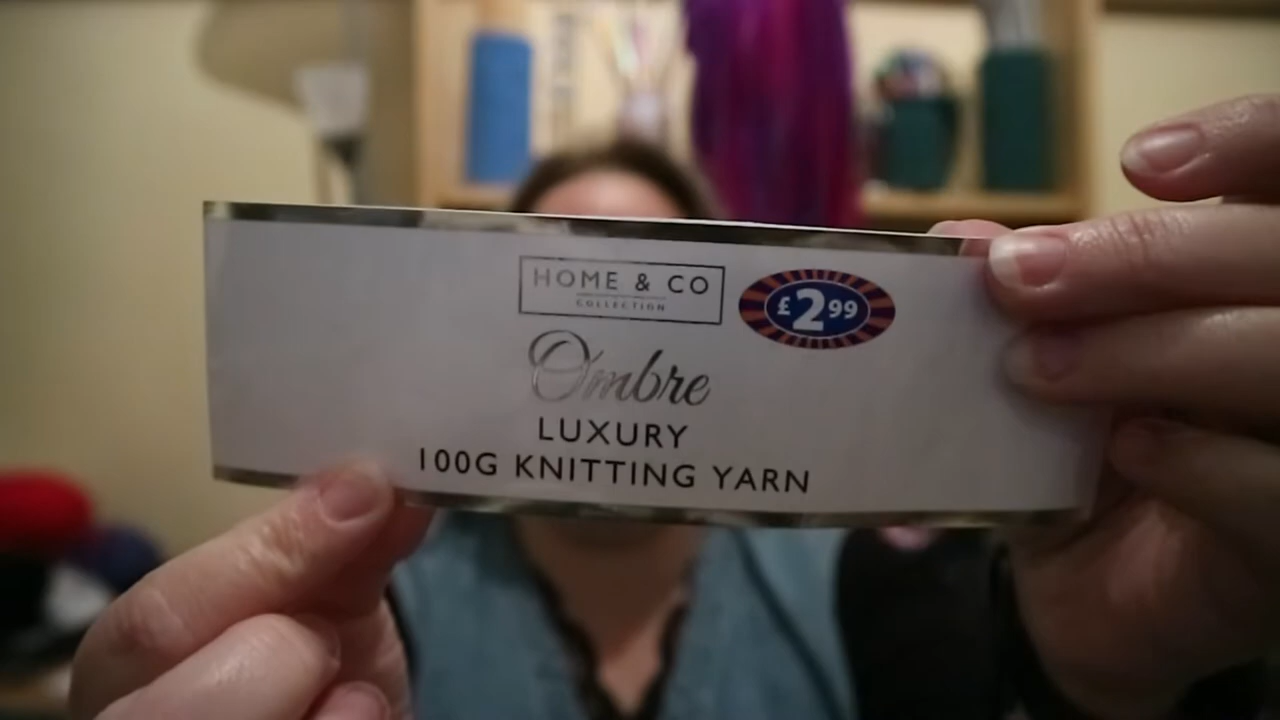 HOME & CO
COLLECTION
£2.99
Ombre
LUXURY
100G KNITTING YARN